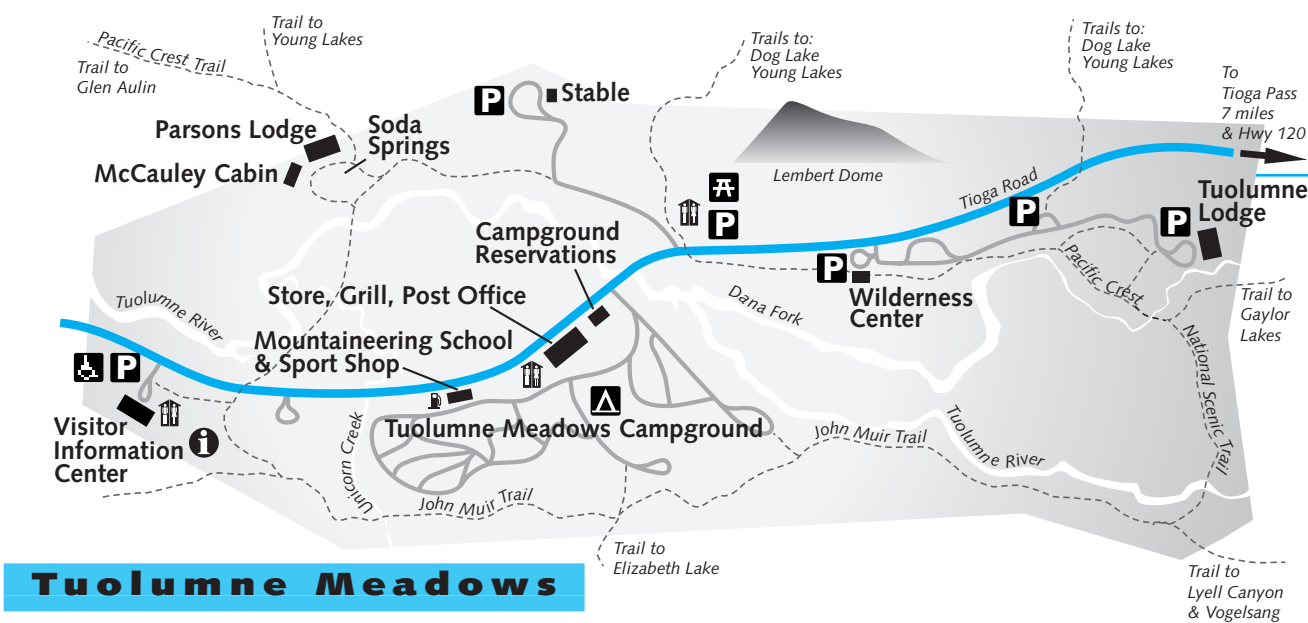 Trail to
Young Lakes
Pacific Crest Trail
Trail to
Glen Aulin
Trails to:
Dog Lake
Young Lakes
Trails to:
Dog Lake
Young Lakes
To
Tioga Pass
7 miles
& Hwy 120
P
Stable
Parsons Lodge
Soda
Springs
McCauley Cabin
Lembert Dome
Tioga Road
Tuolumne
Lodge
P
P
P
Campground
Reservations
Pacific Crest
National Scenic Trail
P
Wilderness
Center
Dana Fork
Trail to
Gaylor
Lakes
Store, Grill, Post Office
Tuolumne River
Mountaineering School
& Sport Shop
P
Visitor
Information
Center
i
Unicorn Creek
Tuolumne Meadows Campground
John Muir Trail
Tuolumne River
John Muir Trail
Trail to
Elizabeth Lake
Trail to
Lyell Canyon
& Vogelsang
Tuolumne Meadows